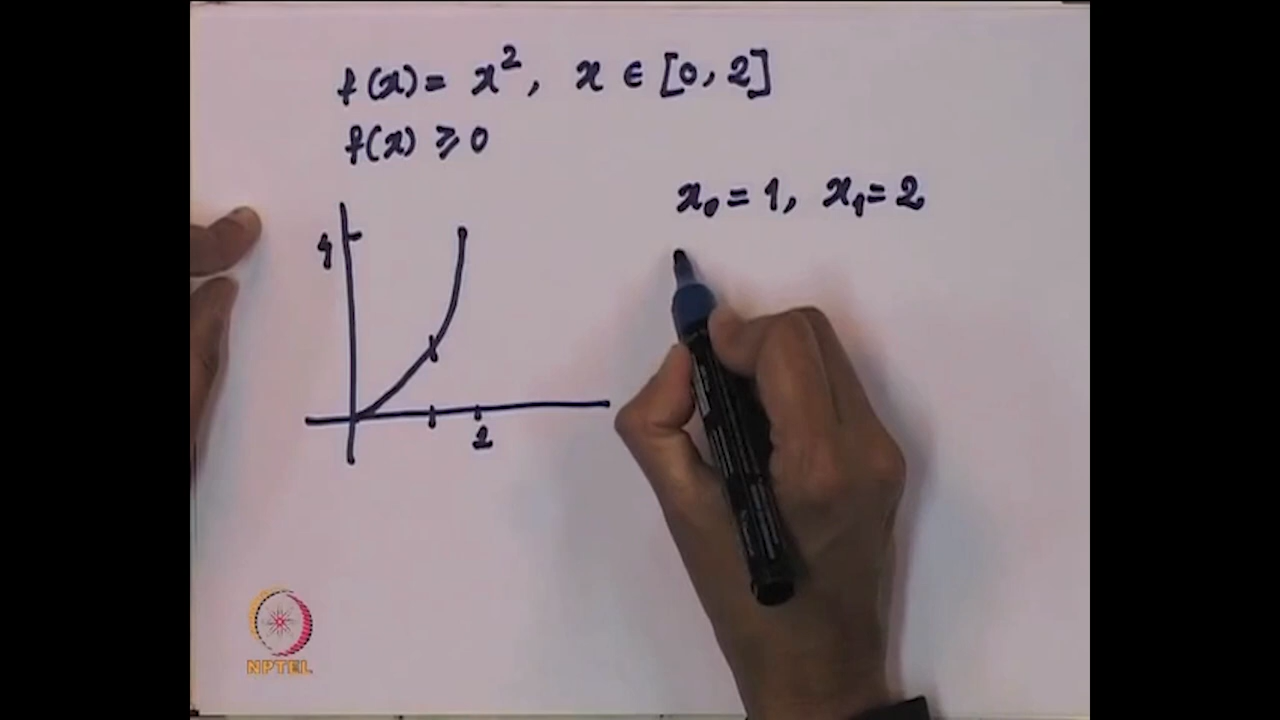 f(x) = x², x ∈ [0, 2]
f(x) ⩾ 0
x₀ = 1, x₁ = 2
4
2
NPTEL